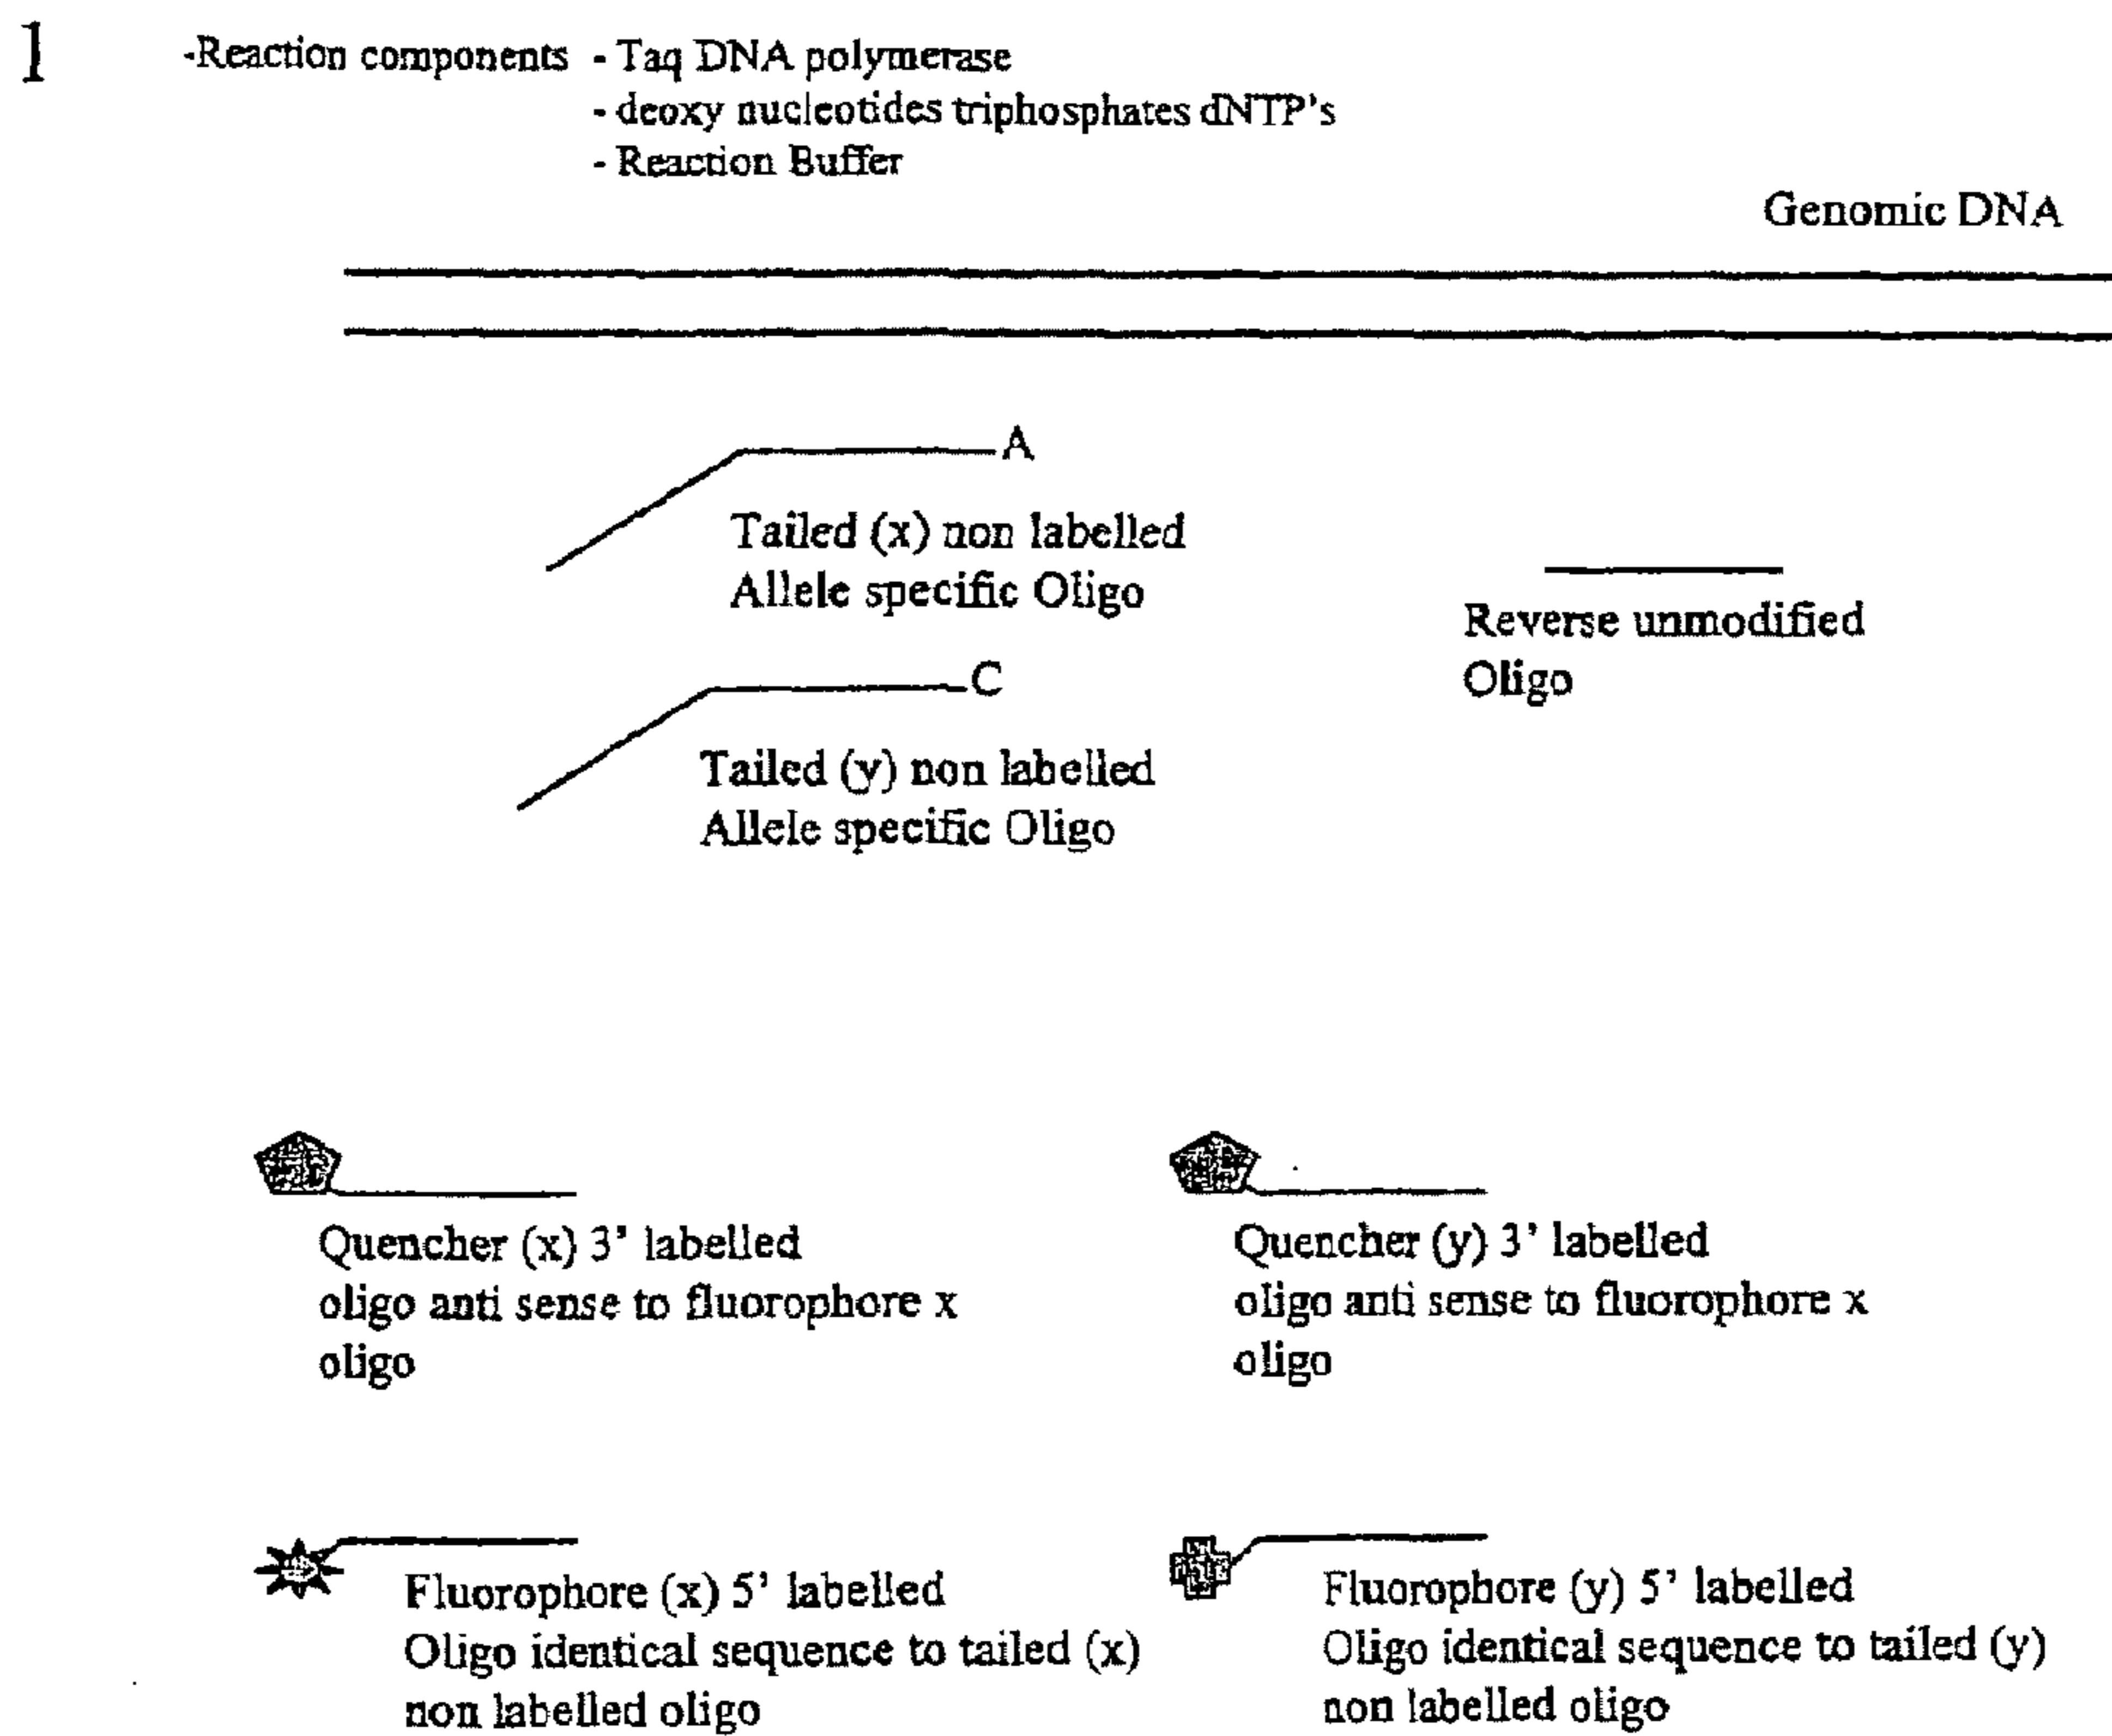 1
-Reaction components - Taq DNA polymerase
- deoxy nucleotides triphosphates dNTP's
- Reaction Buffer
Genomic DNA
A
Tailed (x) non labelled
Allele specific Oligo
Reverse unmodified
Oligo
C
Tailed (y) non labelled
Allele specific Oligo
Quencher (x) 3' labelled
oligo anti sense to fluorophore x
oligo
Quencher (y) 3' labelled
oligo anti sense to fluorophore x
oligo
Fluorophore (x) 5' labelled
Oligo identical sequence to tailed (x)
non labelled oligo
Fluorophore (y) 5' labelled
Oligo identical sequence to tailed (y)
non labelled oligo